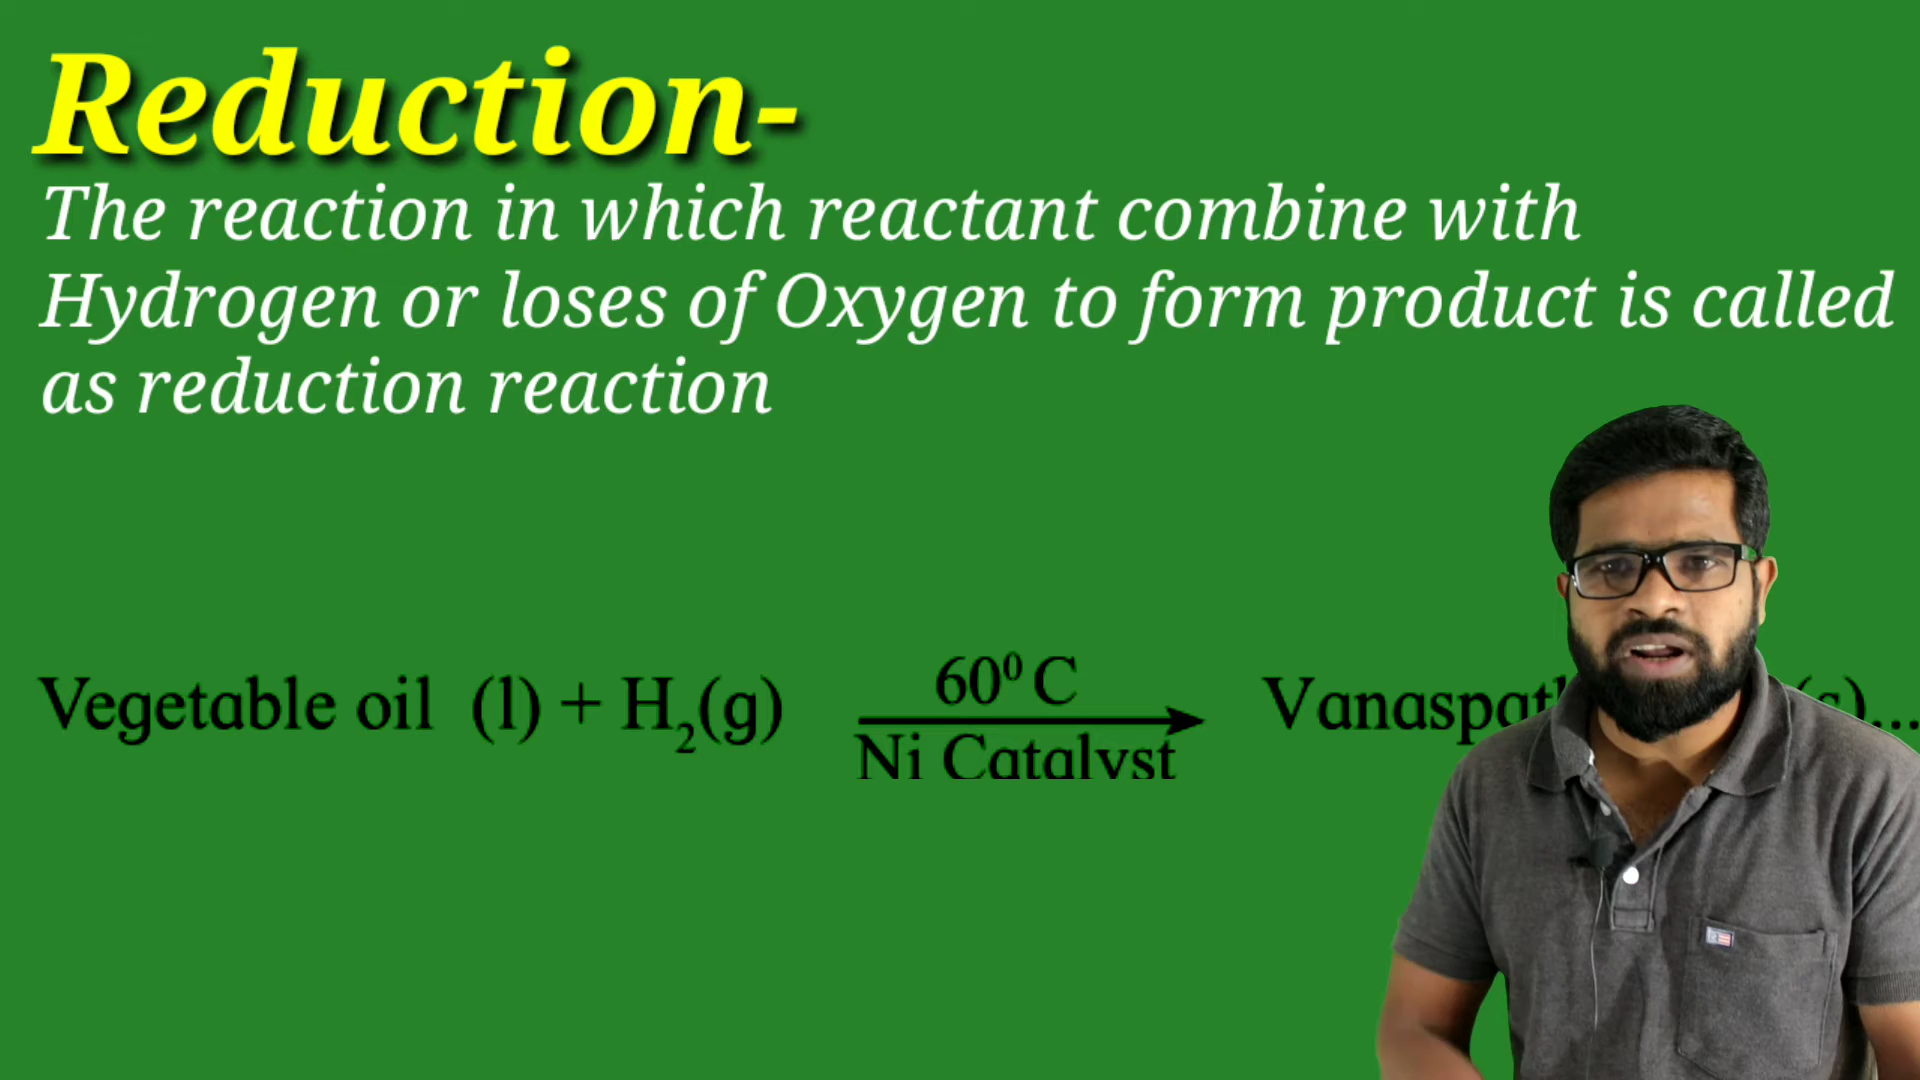 Reduction-
The reaction in which reactant combine with
Hydrogen or loses of Oxygen to form product is called
as reduction reaction
Vegetable oil (l) + H₂(g) 60⁰ C Vanaspat (s)...
Ni Catalyst